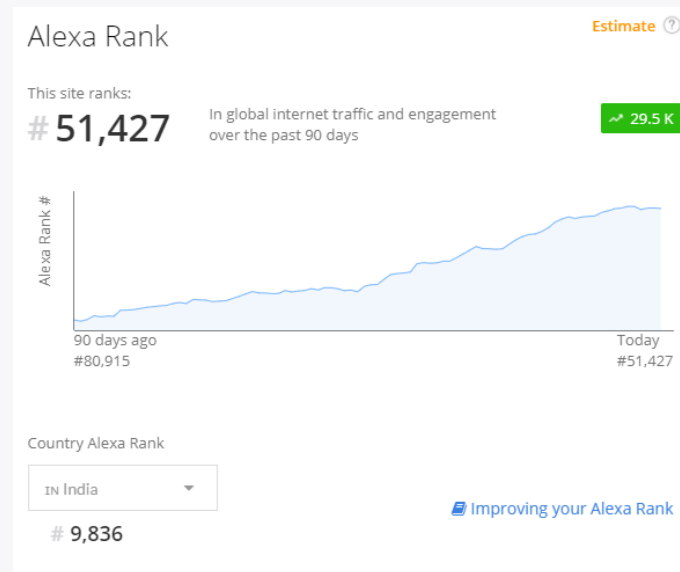 Alexa Rank
Estimate ?
This site ranks:
# 51,427
In global internet traffic and engagement
over the past 90 days
29.5 K
Alexa Rank #
90 days ago
#80,915
Today
#51,427
Country Alexa Rank
IN India
# 9,836
Improving your Alexa Rank